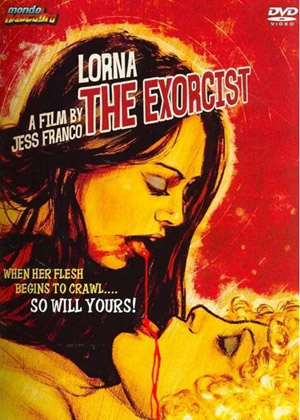 mondo
macabro
DVD
VIDEO
LORNA
THE EXORCIST
A FILM BY
JESS FRANCO
WHEN HER FLESH
BEGINS TO CRAWL....
SO WILL YOURS!